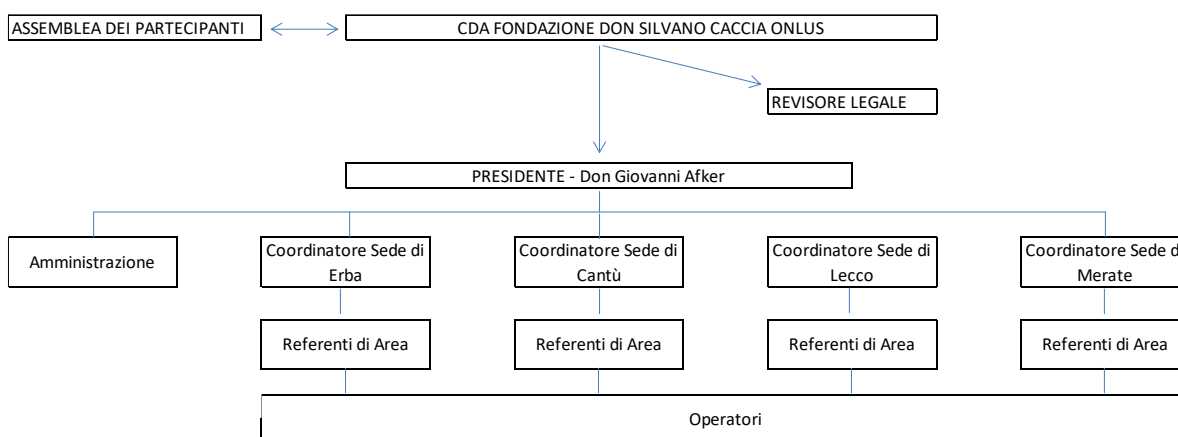 ASSEMBLEA DEI PARTECIPANTI
CDA FONDAZIONE DON SILVANO CACCIA ONLUS
REVISORE LEGALE
PRESIDENTE - Don Giovanni Afker
Amministrazione
Coordinatore Sede di
Erba
Coordinatore Sede di
Cantù
Coordinatore Sede di
Lecco
Coordinatore Sede d
Merate
Referenti di Area
Referenti di Area
Referenti di Area
Referenti di Area
Operatori